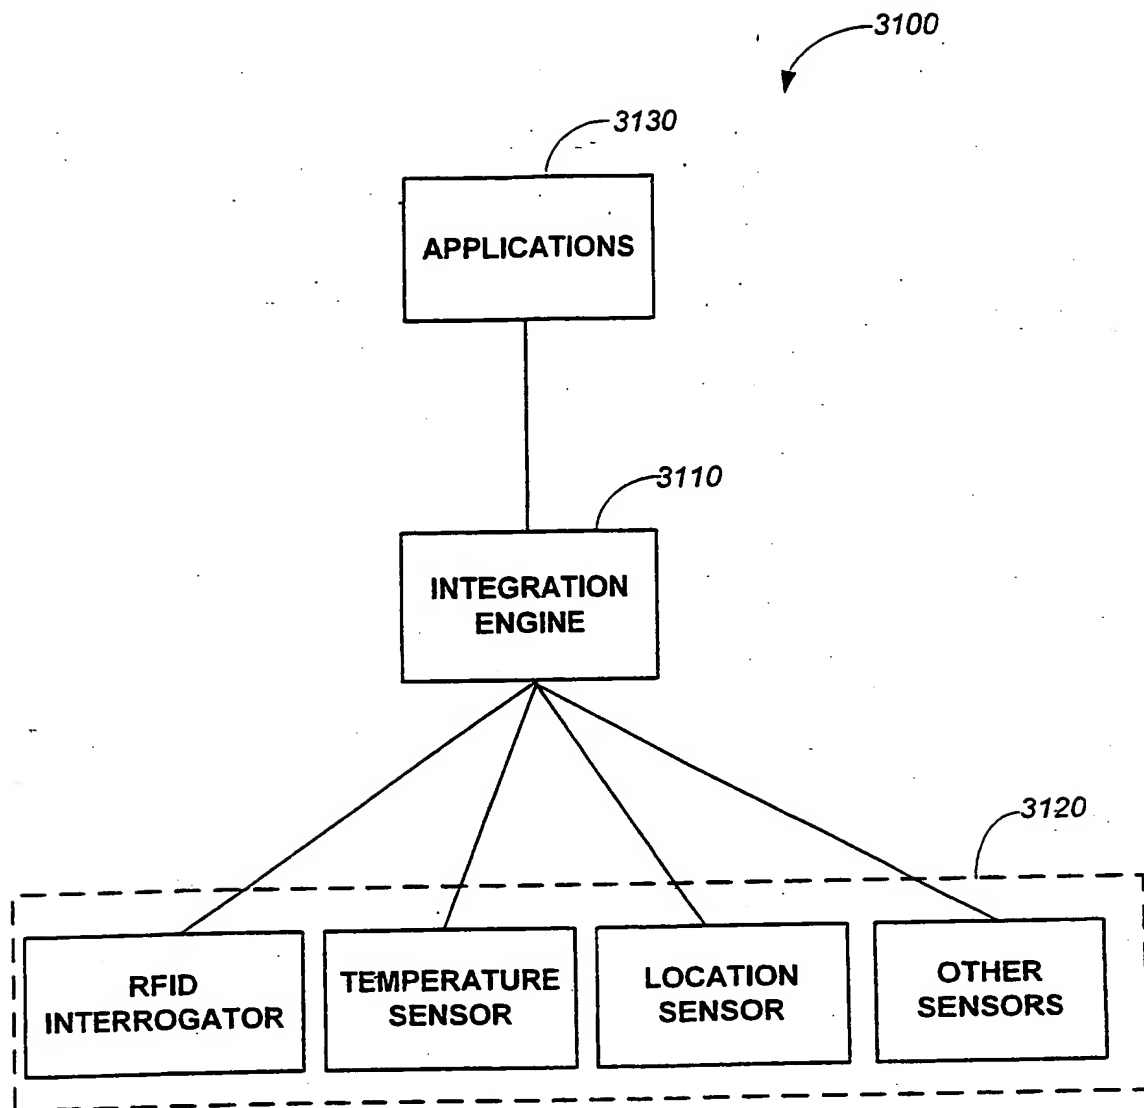 3100
3130
APPLICATIONS
3110
INTEGRATION
ENGINE
3120
RFID
INTERROGATOR
TEMPERATURE
SENSOR
LOCATION
SENSOR
OTHER
SENSORS